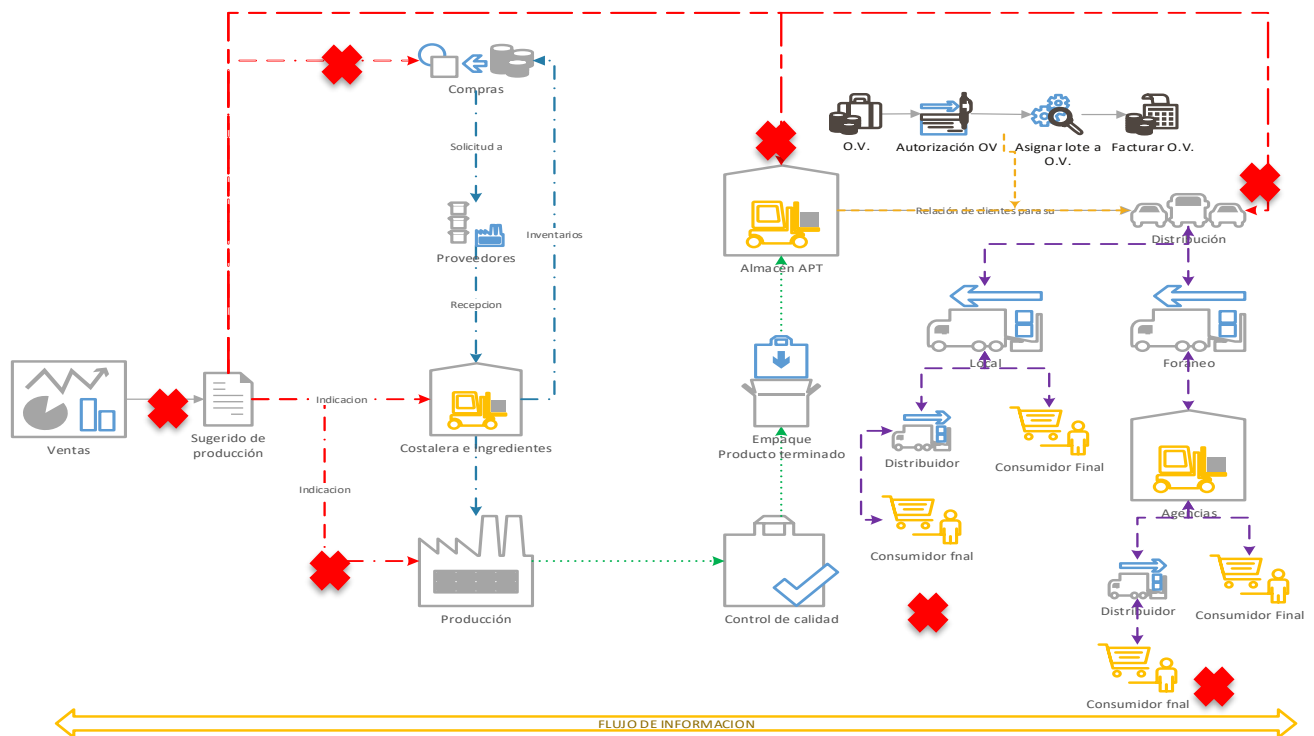 Compras
Solicitud a
Proveedores
Inventarios
Recepcion
Ventas
Sugerido de
producción
Indicacion
Costalera e Ingredientes
Indicacion
Producción
Control de calidad
Empaque
Producto terminado
Almacén APT
O.V.
Autorización OV
Asignar lote a
O.V.
Facturar O.V.
Relación de clientes para su
Distribución
Local
Foráneo
Distribuidor
Consumidor Final
Consumidor fnal
Agencias
Distribuidor
Consumidor Final
Consumidor fnal
FLUJO DE INFORMACION